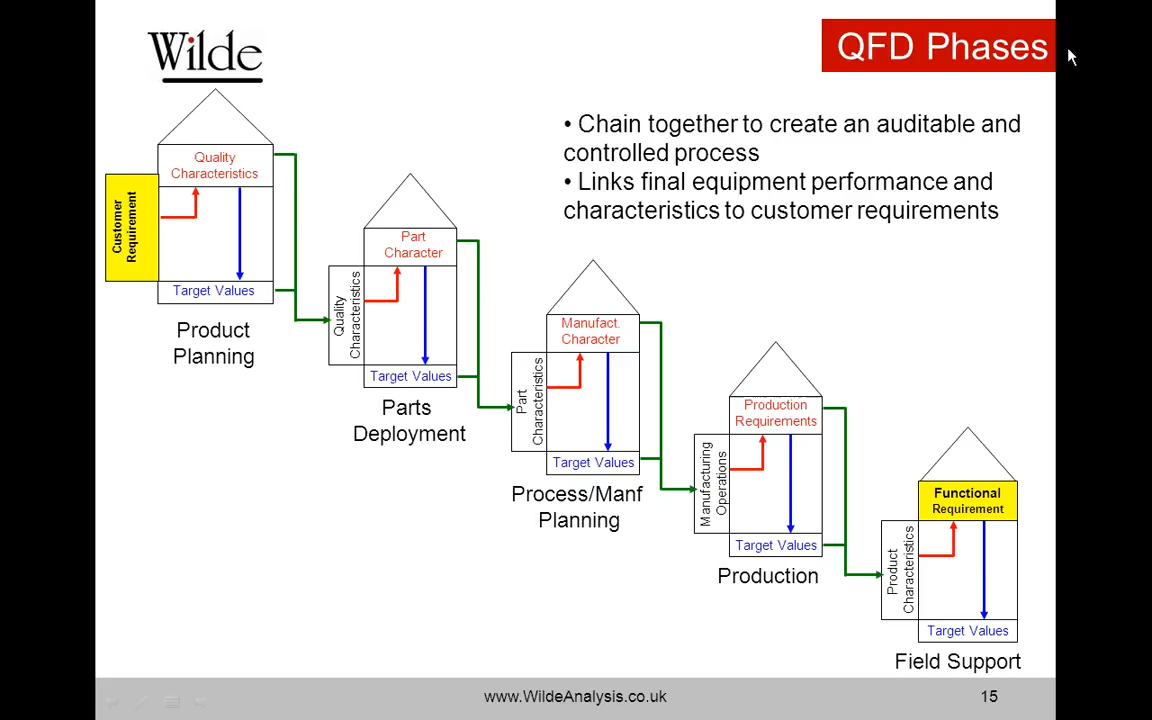 Wilde
QFD Phases
• Chain together to create an auditable and
controlled process
• Links final equipment performance and
characteristics to customer requirements
Customer
Requirement
Quality
Characteristics
Target Values
Product
Planning
Quality
Characteristics
Part
Character
Target Values
Parts
Deployment
Part
Characteristics
Manufact.
Character
Target Values
Process/Manf
Planning
Manufacturing
Operations
Production
Requirements
Target Values
Production
Product
Characteristics
Functional
Requirement
Target Values
Field Support
www.WildeAnalysis.co.uk
15